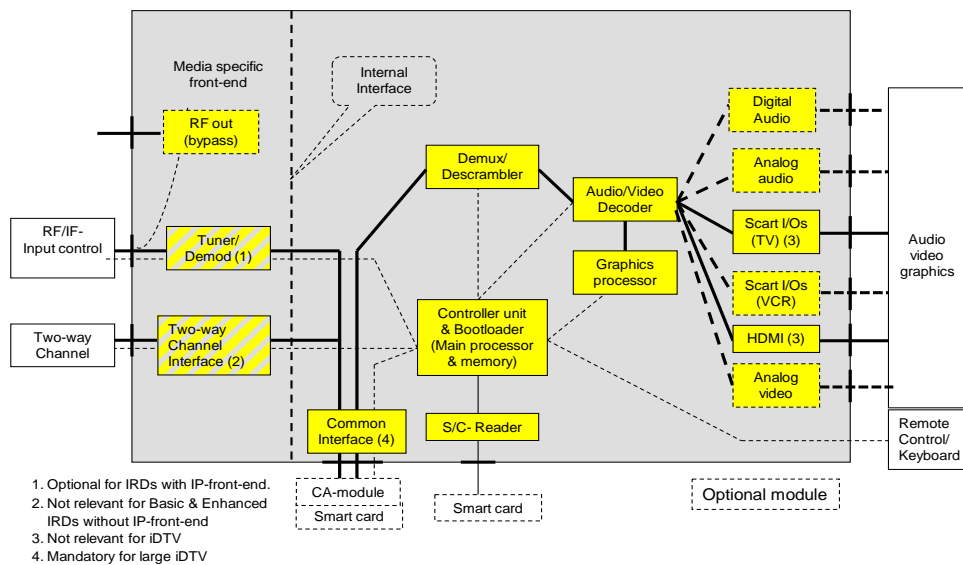 Media specific
front-end
Internal
Interface
RF out
(bypass)
Demux/
Descrambler
Digital
Audio
Analog
audio
Audio/Video
Decoder
RF/IF-
Input control
Tuner/
Demod (1)
Scart I/Os
(TV) (3)
Audio
video
graphics
Graphics
processor
Scart I/Os
(VCR)
Two-way
Channel
Two-way
Channel
Interface (2)
Controller unit
& Bootloader
(Main processor
& memory)
HDMI (3)
Analog
video
Common
Interface (4)
S/C- Reader
Remote
Control/
Keyboard
CA-module
Smart card
Smart card
Optional module
1. Optional for IRDs with IP-front-end.
2. Not relevant for Basic & Enhanced
IRDs without IP-front-end
3. Not relevant for iDTV
4. Mandatory for large iDTV